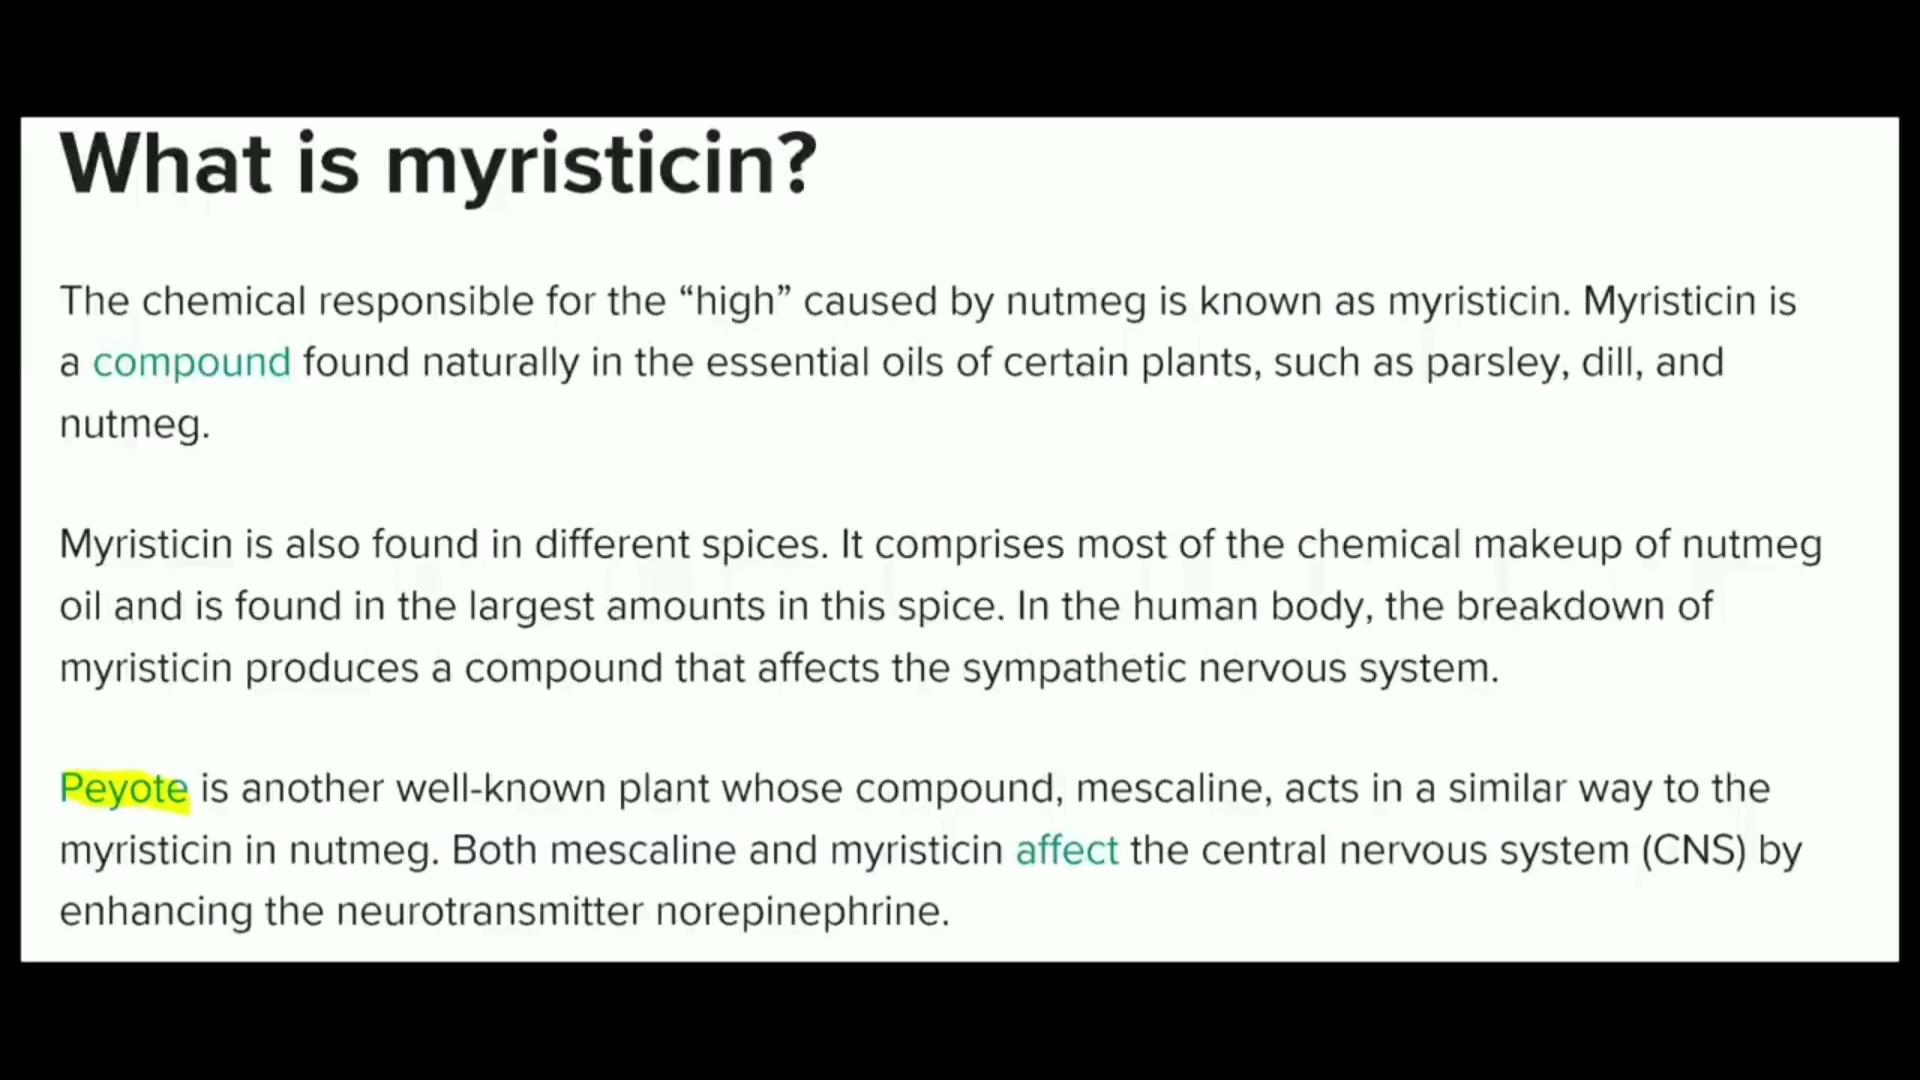 What is myristicin?
The chemical responsible for the “high” caused by nutmeg is known as myristicin. Myristicin is
a compound found naturally in the essential oils of certain plants, such as parsley, dill, and
nutmeg.
Myristicin is also found in different spices. It comprises most of the chemical makeup of nutmeg
oil and is found in the largest amounts in this spice. In the human body, the breakdown of
myristicin produces a compound that affects the sympathetic nervous system.
Peyote is another well-known plant whose compound, mescaline, acts in a similar way to the
myristicin in nutmeg. Both mescaline and myristicin affect the central nervous system (CNS) by
enhancing the neurotransmitter norepinephrine.